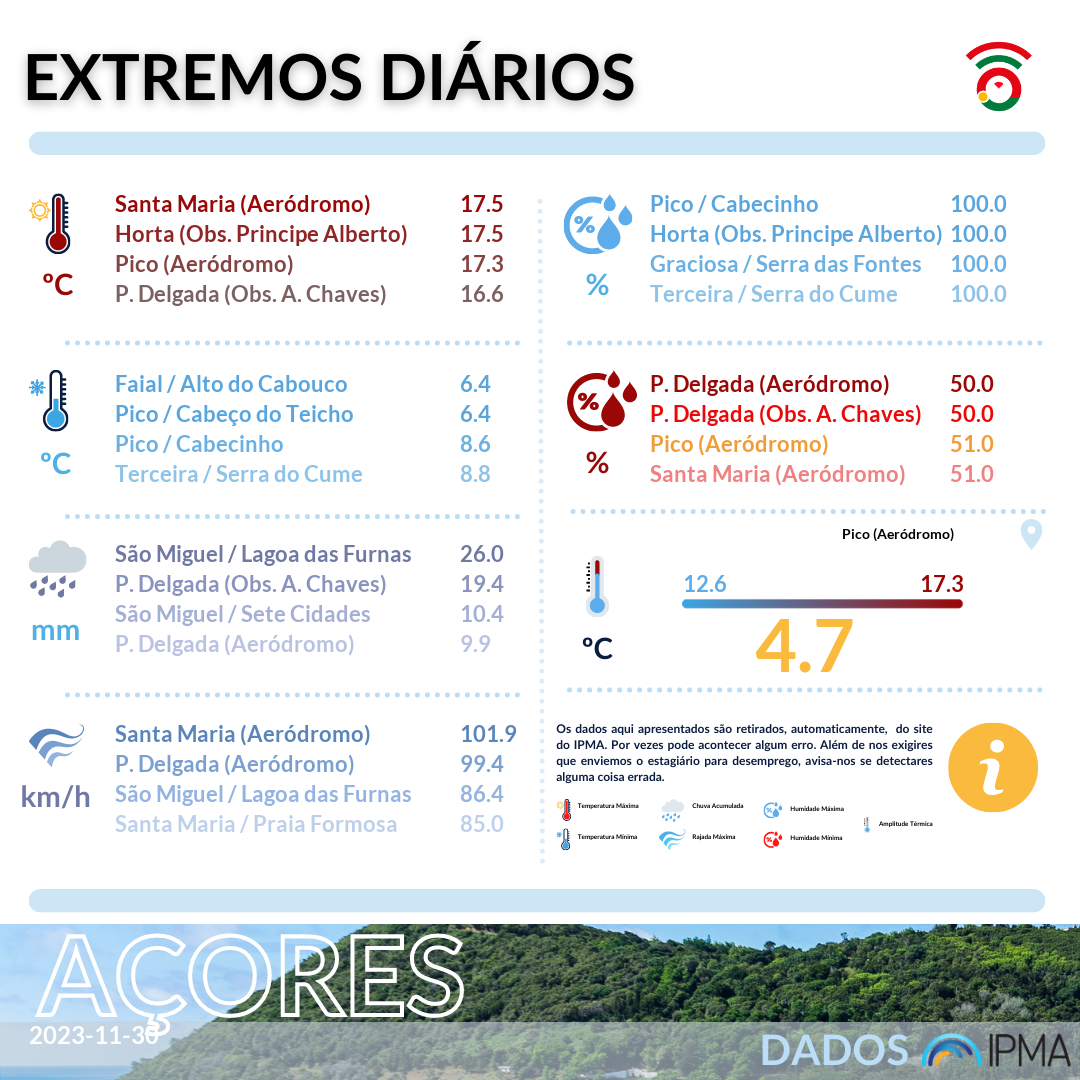 EXTREMOS DIÁRIOS
Santa Maria (Aeródromo) 17.5
Horta (Obs. Principe Alberto) 17.5
Pico (Aeródromo) 17.3
P. Delgada (Obs. A. Chaves) 16.6
ºC
Faial / Alto do Cabouco 6.4
Pico / Cabeço do Teicho 6.4
Pico / Cabecinho 8.6
Terceira / Serra do Cume 8.8
ºC
São Miguel / Lagoa das Furnas 26.0
P. Delgada (Obs. A. Chaves) 19.4
São Miguel / Sete Cidades 10.4
P. Delgada (Aeródromo) 9.9
mm
Santa Maria (Aeródromo) 101.9
P. Delgada (Aeródromo) 99.4
São Miguel / Lagoa das Furnas 86.4
Santa Maria / Praia Formosa 85.0
km/h
%
Pico / Cabecinho 100.0
Horta (Obs. Principe Alberto) 100.0
Graciosa / Serra das Fontes 100.0
Terceira / Serra do Cume 100.0
%
%
P. Delgada (Aeródromo) 50.0
P. Delgada (Obs. A. Chaves) 50.0
Pico (Aeródromo) 51.0
Santa Maria (Aeródromo) 51.0
%
Pico (Aeródromo)
12.6 17.3
4.7
ºC
Os dados aqui apresentados são retirados, automaticamente, do site
do IPMA. Por vezes pode acontecer algum erro. Além de nos exigires
que enviemos o estagiário para desemprego, avisa-nos se detectares
alguma coisa errada.
i
Temperatura Máxima
Chuva Acumulada
Humidade Máxima
Amplitude Térmica
Temperatura Mínima
Rajada Máxima
Humidade Mínima
AÇORES
2023-11-30
DADOS IPMA